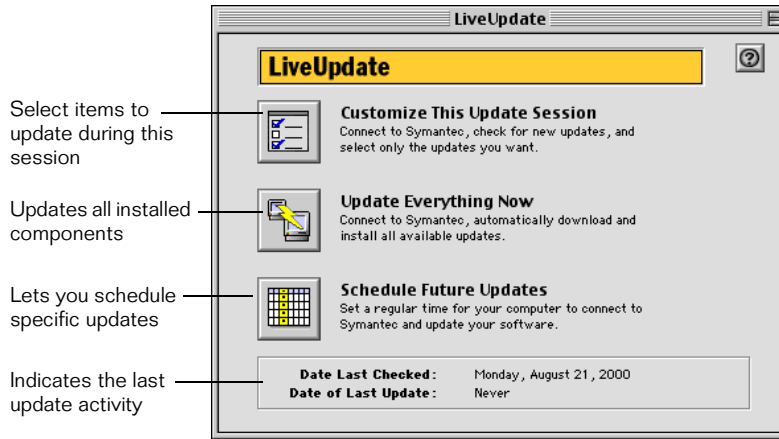 LiveUpdate
LiveUpdate
Select items to
update during this
session
Customize This Update Session
Connect to Symantec, check for new updates, and
select only the updates you want.
Updates all installed
components
Update Everything Now
Connect to Symantec, automatically download and
install all available updates.
Lets you schedule
specific updates
Schedule Future Updates
Set a regular time for your computer to connect to
Symantec and update your software.
Indicates the last
update activity
Date Last Checked: Monday, August 21, 2000
Date of Last Update: Never